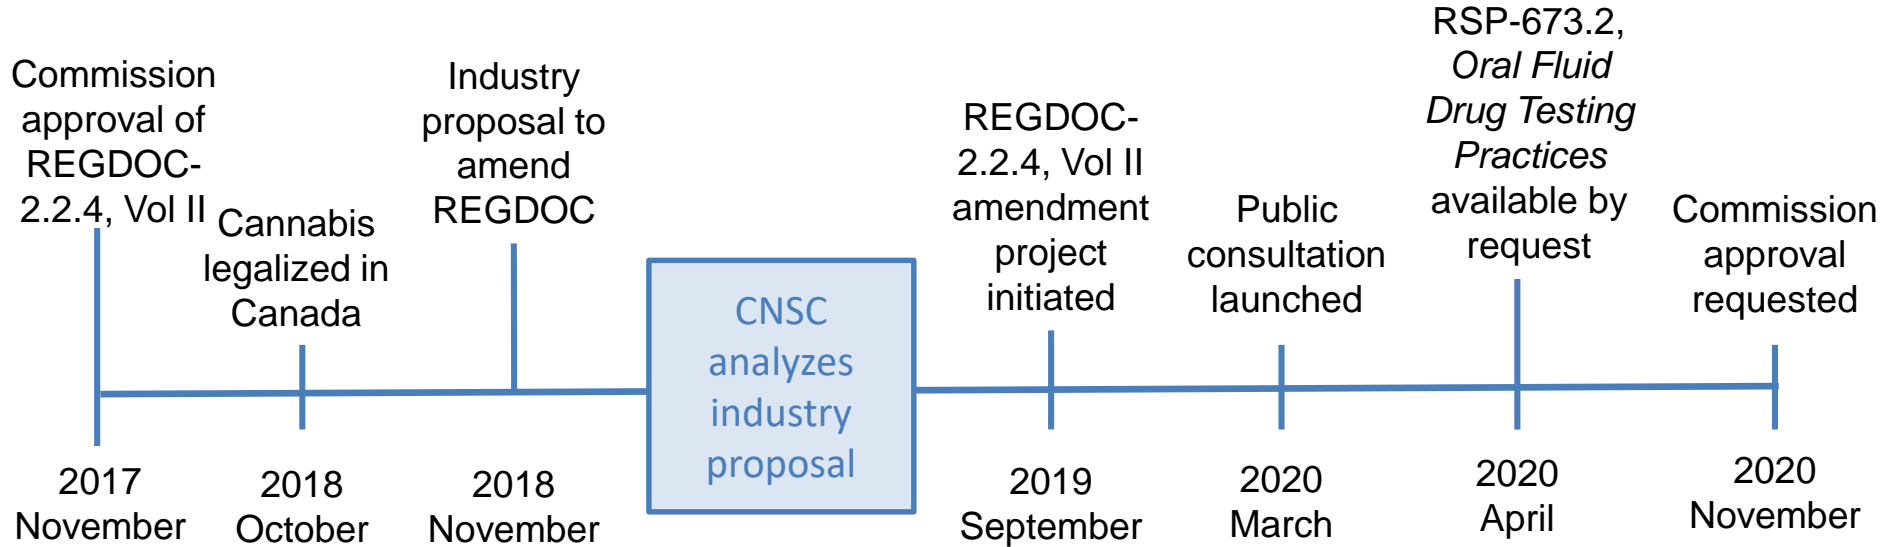 Commission
approval of
REGDOC-
2.2.4, Vol II
2017
November
Cannabis
legalized in
Canada
2018
October
Industry
proposal to
amend
REGDOC
2018
November
CNSC
analyzes
industry
proposal
REGDOC-
2.2.4, Vol II
amendment
project
initiated
2019
September
Public
consultation
launched
2020
March
RSP-673.2,
Oral Fluid
Drug Testing
Practices
available by
request
2020
April
Commission
approval
requested
2020
November